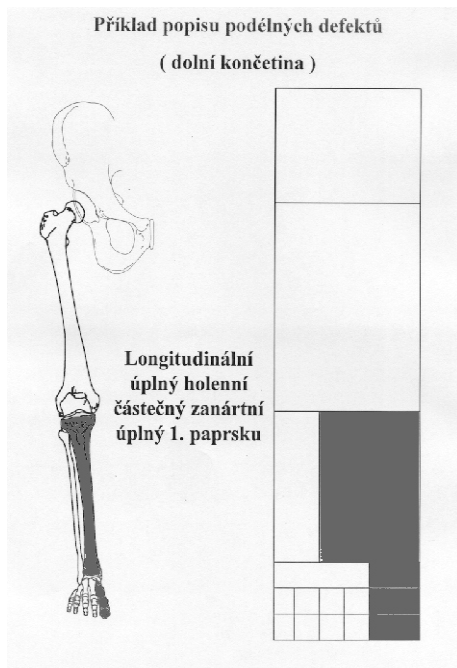 Příklad popisu podélných defektů
( dolní končetina )
Longitudinální
úplný holenní
částečný zanártní
úplný 1. paprsku